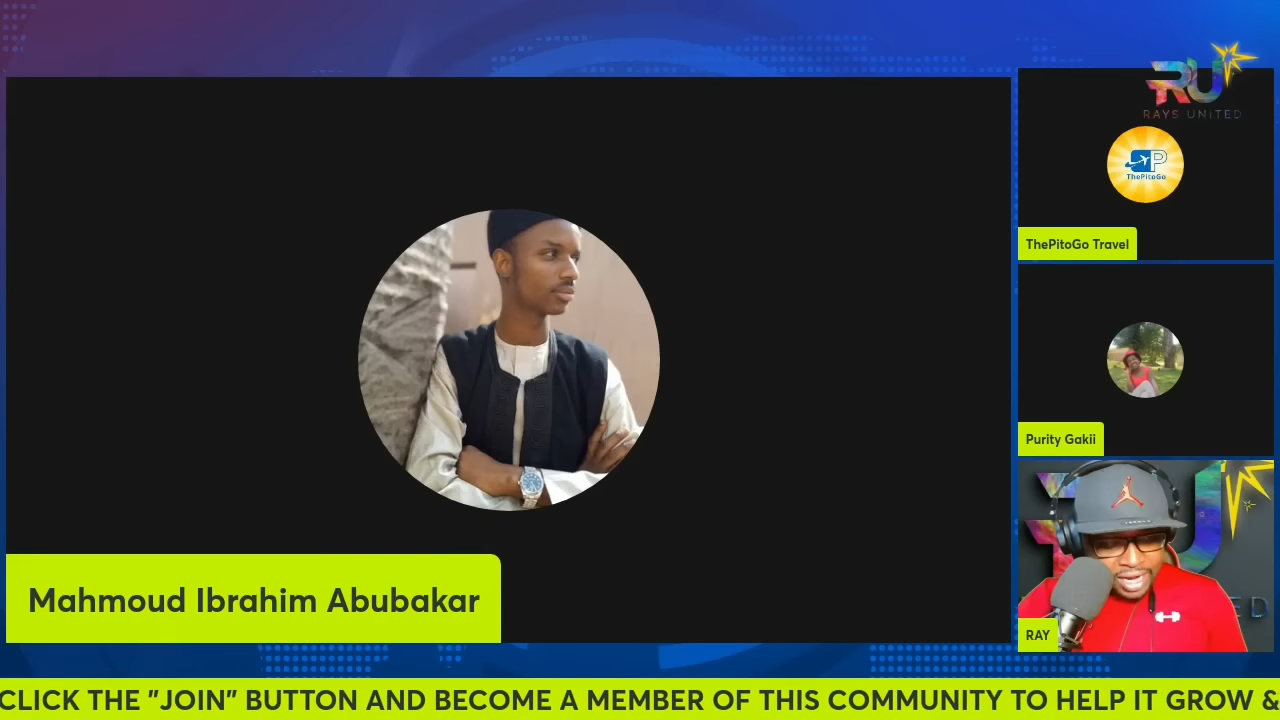 RU
RAYS UNITED
P
ThePitoGo
ThePitoGo Travel
Purity Gakii
RAY
Mahmoud Ibrahim Abubakar
CLICK THE "JOIN" BUTTON AND BECOME A MEMBER OF THIS COMMUNITY TO HELP IT GROW &